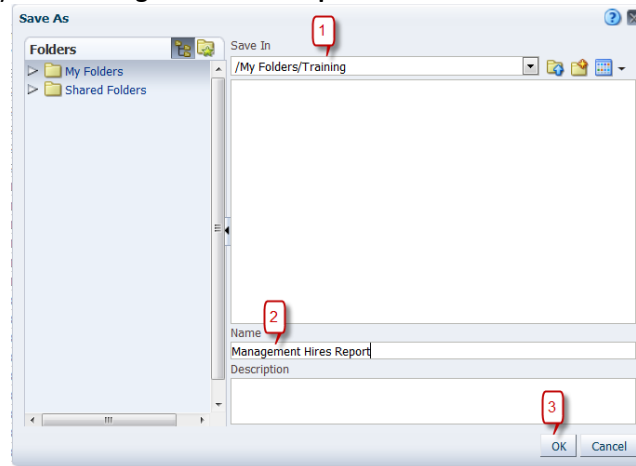 Save As
Folders
My Folders
Shared Folders
1
Save In
/My Folders/Training
2
Name
Management Hires Report
Description
3
OK Cancel